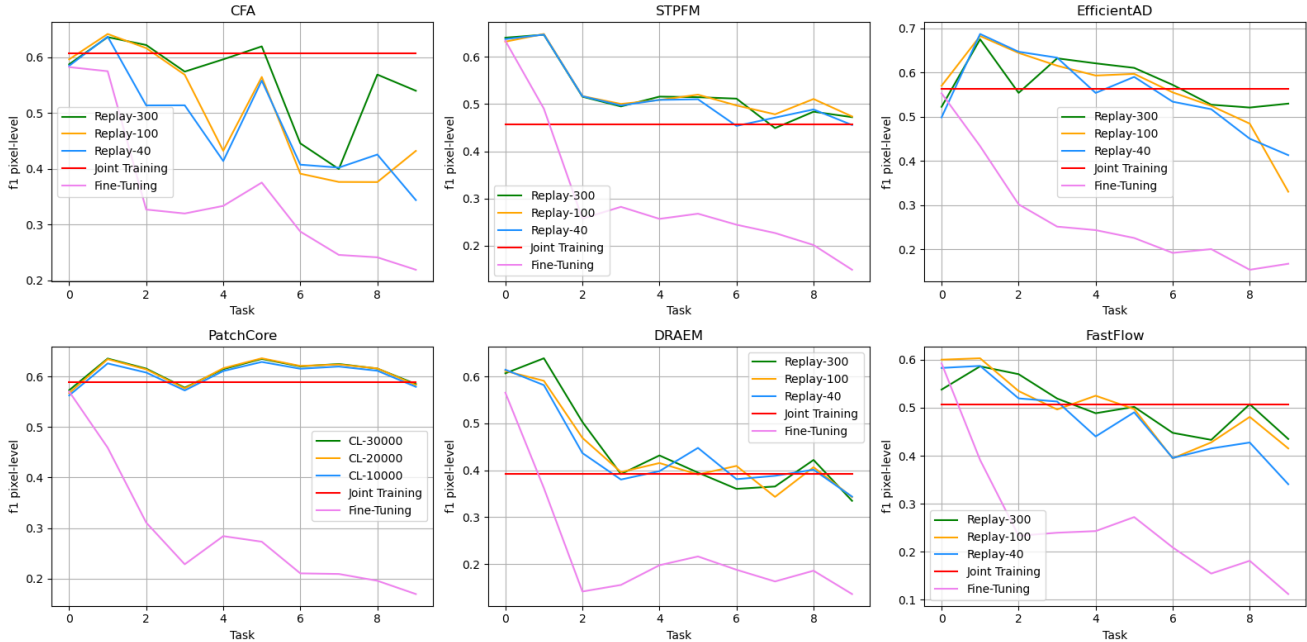 CFA
f1 pixel-level
0.6
0.5
0.4
0.3
0.2
Replay-300
Replay-100
Replay-40
Joint Training
Fine-Tuning
0 2 4 6 8
Task
STPFM
f1 pixel-level
0.6
0.5
0.4
0.3
0.2
Replay-300
Replay-100
Replay-40
Joint Training
Fine-Tuning
0 2 4 6 8
Task
EfficientAD
f1 pixel-level
0.7
0.6
0.5
0.4
0.3
0.2
Replay-300
Replay-100
Replay-40
Joint Training
Fine-Tuning
0 2 4 6 8
Task
PatchCore
f1 pixel-level
0.6
0.5
0.4
0.3
0.2
CL-30000
CL-20000
CL-10000
Joint Training
Fine-Tuning
0 2 4 6 8
Task
DRAEM
f1 pixel-level
0.6
0.5
0.4
0.3
0.2
Replay-300
Replay-100
Replay-40
Joint Training
Fine-Tuning
0 2 4 6 8
Task
FastFlow
f1 pixel-level
0.6
0.5
0.4
0.3
0.2
0.1
Replay-300
Replay-100
Replay-40
Joint Training
Fine-Tuning
0 2 4 6 8
Task